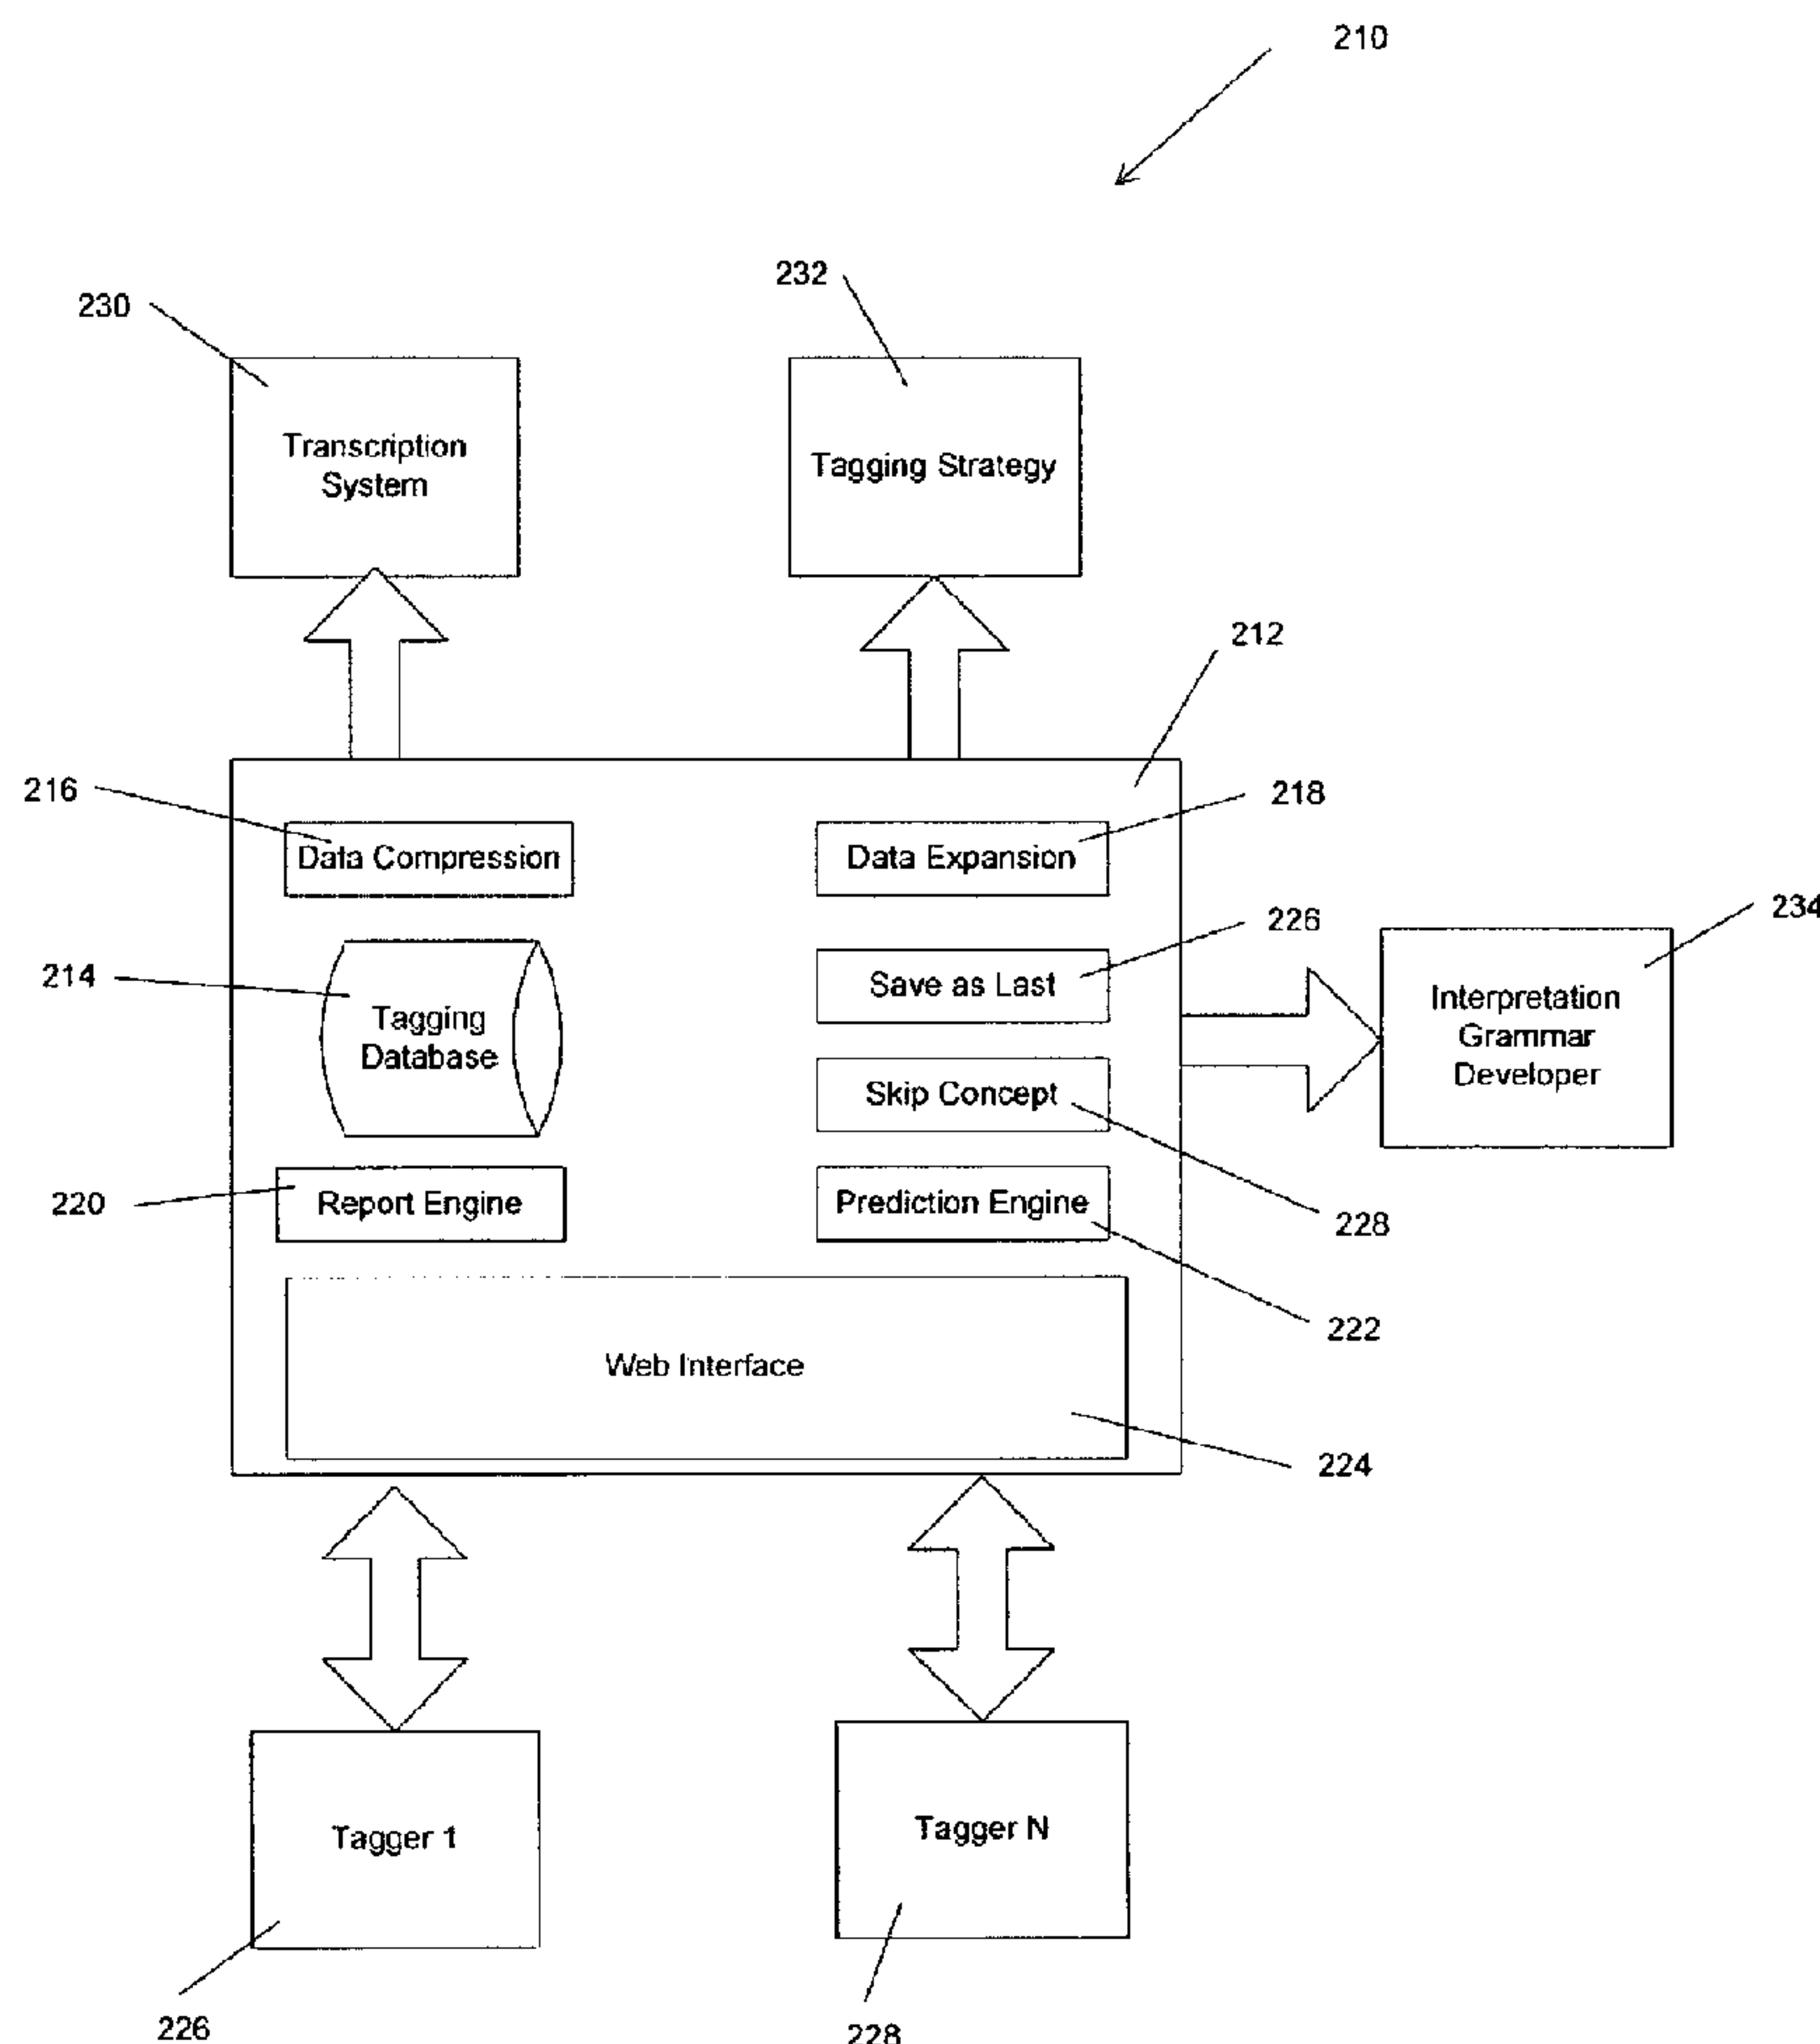 210
232
230
Transcription
System
Tagging Strategy
212
216
218
Data Compression
Data Expansion
226
234
214
Save as Last
Tagging
Database
Interpretation
Grammar
Developer
Skip Concept
220
Report Engine
Prediction Engine
228
222
Web Interface
224
Tagger 1
Tagger N
226
228